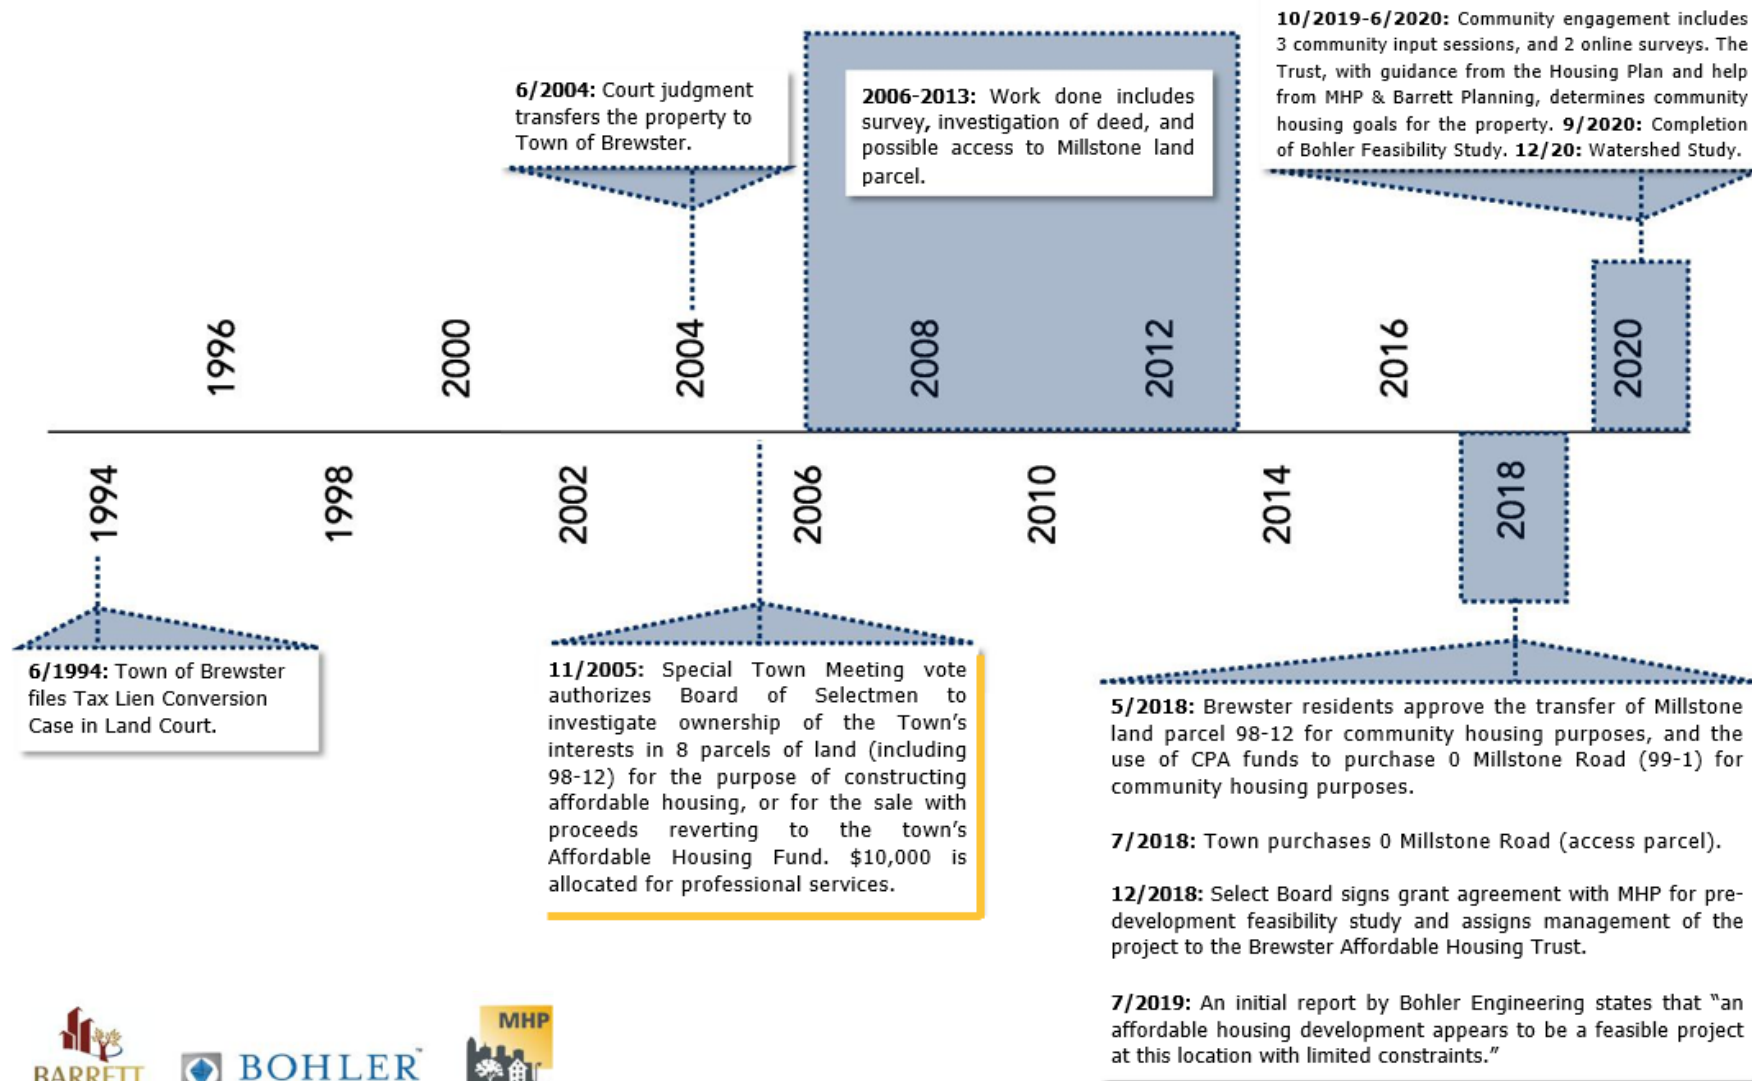 10/2019-6/2020: Community engagement includes
3 community input sessions, and 2 online surveys. The
Trust, with guidance from the Housing Plan and help
from MHP & Barrett Planning, determines community
housing goals for the property. 9/2020: Completion
of Bohler Feasibility Study. 12/20: Watershed Study.
6/2004: Court judgment
transfers the property to
Town of Brewster.
2006-2013: Work done includes
survey, investigation of deed, and
possible access to Millstone land
parcel.
1996
2000
2004
2008
2012
2016
2020
1994
1998
2002
2006
2010
2014
2018
6/1994: Town of Brewster
files Tax Lien Conversion
Case in Land Court.
11/2005: Special Town Meeting vote
authorizes Board of Selectmen to
investigate ownership of the Town's
interests in 8 parcels of land (including
98-12) for the purpose of constructing
affordable housing, or for the sale with
proceeds reverting to the town's
Affordable Housing Fund. $10,000 is
allocated for professional services.
5/2018: Brewster residents approve the transfer of Millstone
land parcel 98-12 for community housing purposes, and the
use of CPA funds to purchase 0 Millstone Road (99-1) for
community housing purposes.
7/2018: Town purchases 0 Millstone Road (access parcel).
12/2018: Select Board signs grant agreement with MHP for pre-
development feasibility study and assigns management of the
project to the Brewster Affordable Housing Trust.
7/2019: An initial report by Bohler Engineering states that "an
affordable housing development appears to be a feasible project
at this location with limited constraints."
BARRETT
BOHLER™
MHP